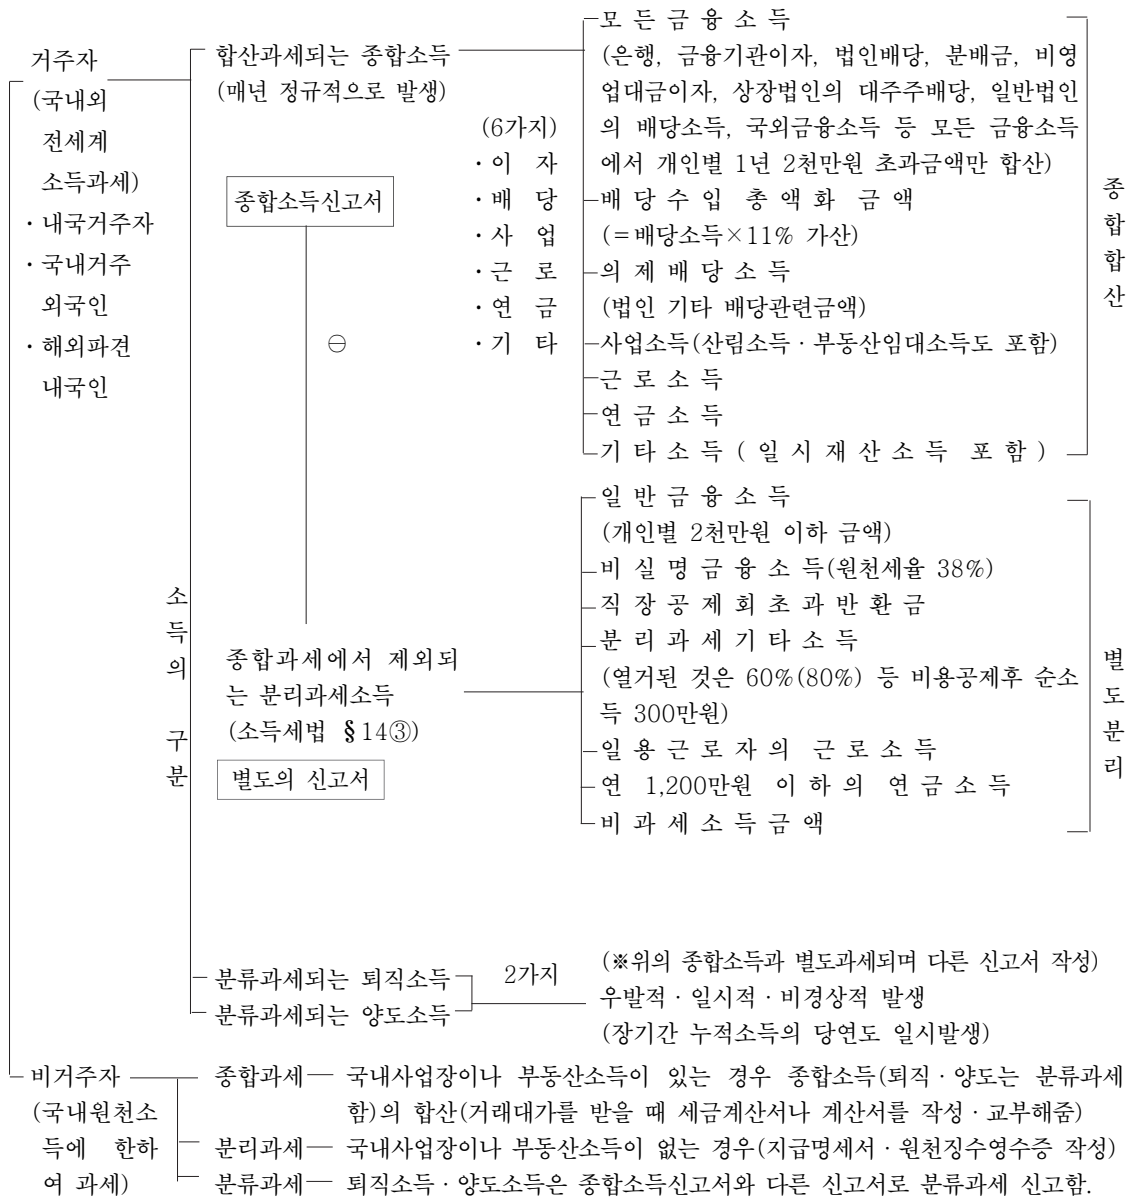 거주자
(국내외
전세계
소득과세)
· 내국거주자
· 국내거주
외국인
· 해외파견
내국인
소득의 구분
합산과세되는 종합소득
(매년 정규적으로 발생)
종합소득신고서
⊖
(6가지)
· 이 자
· 배 당
· 사 업
· 근 로
· 연 금
· 기 타
모든금융소득
(은행, 금융기관이자, 법인배당, 분배금, 비영
업대금이자, 상장법인의 대주주배당, 일반법인
의 배당소득, 국외금융소득 등 모든 금융소득
에서 개인별 1년 2천만원 초과금액만 합산)
배당수입 총액화 금액
(=배당소득×11% 가산)
의제배당소득
(법인 기타 배당관련금액)
사업소득(산림소득 · 부동산임대소득도 포함)
근로소득
연금소득
기타소득(일시재산소득 포함)
종합합산
종합과세에서 제외되
는 분리과세소득
(소득세법 §14③)
별도의 신고서
일반금융소득
(개인별 2천만원 이하 금액)
비실명금융소득(원천세율 38%)
직장공제회초과반환금
분리과세기타소득
(열거된 것은 60%(80%) 등 비용공제후 순소
득 300만원)
일용근로자의 근로소득
연 1,200만원 이하의 연금소득
비과세소득금액
별도분리
분류과세되는 퇴직소득
분류과세되는 양도소득
2가지
(※위의 종합소득과 별도과세되며 다른 신고서 작성)
우발적 · 일시적 · 비경상적 발생
(장기간 누적소득의 당연도 일시발생)
비거주자
(국내원천소
득에 한하
여 과세)
종합과세— 국내사업장이나 부동산소득이 있는 경우 종합소득(퇴직 · 양도는 분류과세
함)의 합산(거래대가를 받을 때 세금계산서나 계산서를 작성 · 교부해줌)
분리과세— 국내사업장이나 부동산소득이 없는 경우(지급명세서 · 원천징수영수증 작성)
분류과세— 퇴직소득 · 양도소득은 종합소득신고서와 다른 신고서로 분류과세 신고함.